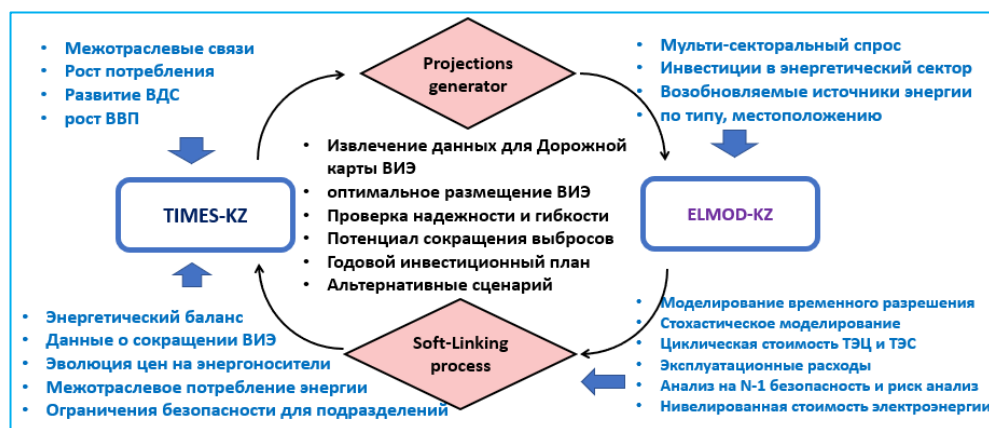 Межотраслевые связи
Рост потребления
Развитие ВДС
рост ВВП
Projections
generator
Мульти-секторальный спрос
Инвестиции в энергетический сектор
Возобновляемые источники энергии
по типу, местоположению
TIMES-KZ
Извлечение данных для Дорожной
карты ВИЭ
оптимальное размещение ВИЭ
Проверка надежности и гибкости
Потенциал сокращения выбросов
Годовой инвестиционный план
Альтернативные сценарий
ELMOD-KZ
Энергетический баланс
Данные о сокращении ВИЭ
Эволюция цен на энергоносители
Межотраслевое потребление энергии
Ограничения безопасности для подразделений
Soft-Linking
process
Моделирование временного разрешения
Стохастическое моделирование
Циклическая стоимость ТЭЦ и ТЭС
Эксплуатационные расходы
Анализ на N-1 безопасность и риск анализ
Нивелированная стоимость электроэнергии